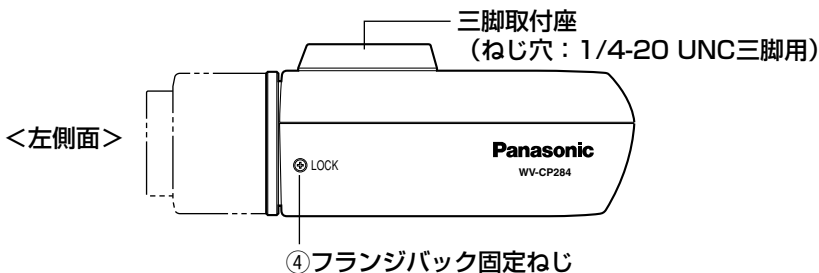 三脚取付座
(ねじ穴：1/4-20 UNC三脚用)
＜左側面＞
LOCK
Panasonic
WV-CP284
④フランジバック固定ねじ